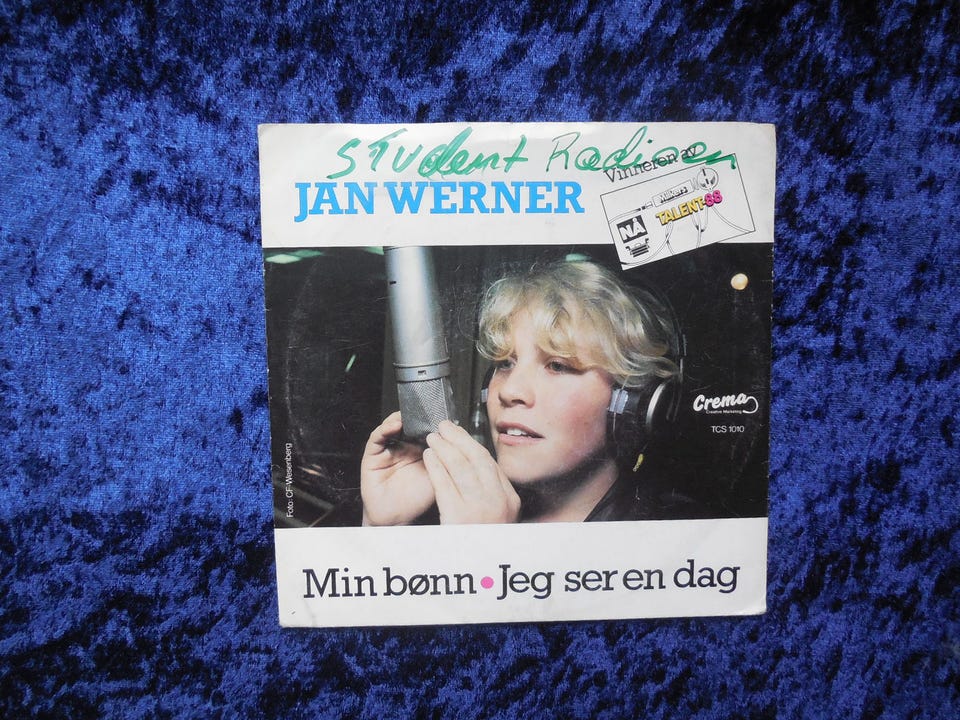 Student Radioen
JAN WERNER
Vinneren av
Mikers
NÅ
TALENT-88
Crema
Creative Marketing
TCS 1010
Foto: CF-Wesenberg
Min bønn • Jeg ser en dag